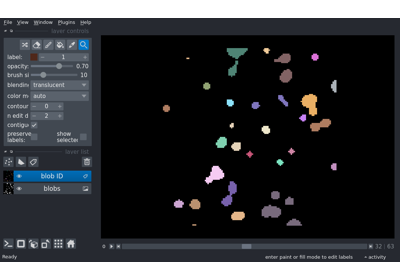 File View Window Plugins Help
layer controls
label: 1
opacity: 0.70
brush si 10
blending translucent
color m auto
contour 0
n edit d 2
contigu
preserve labels: show selected
layer list
blob ID
blobs
32 63
Ready enter paint or fill mode to edit labels activity